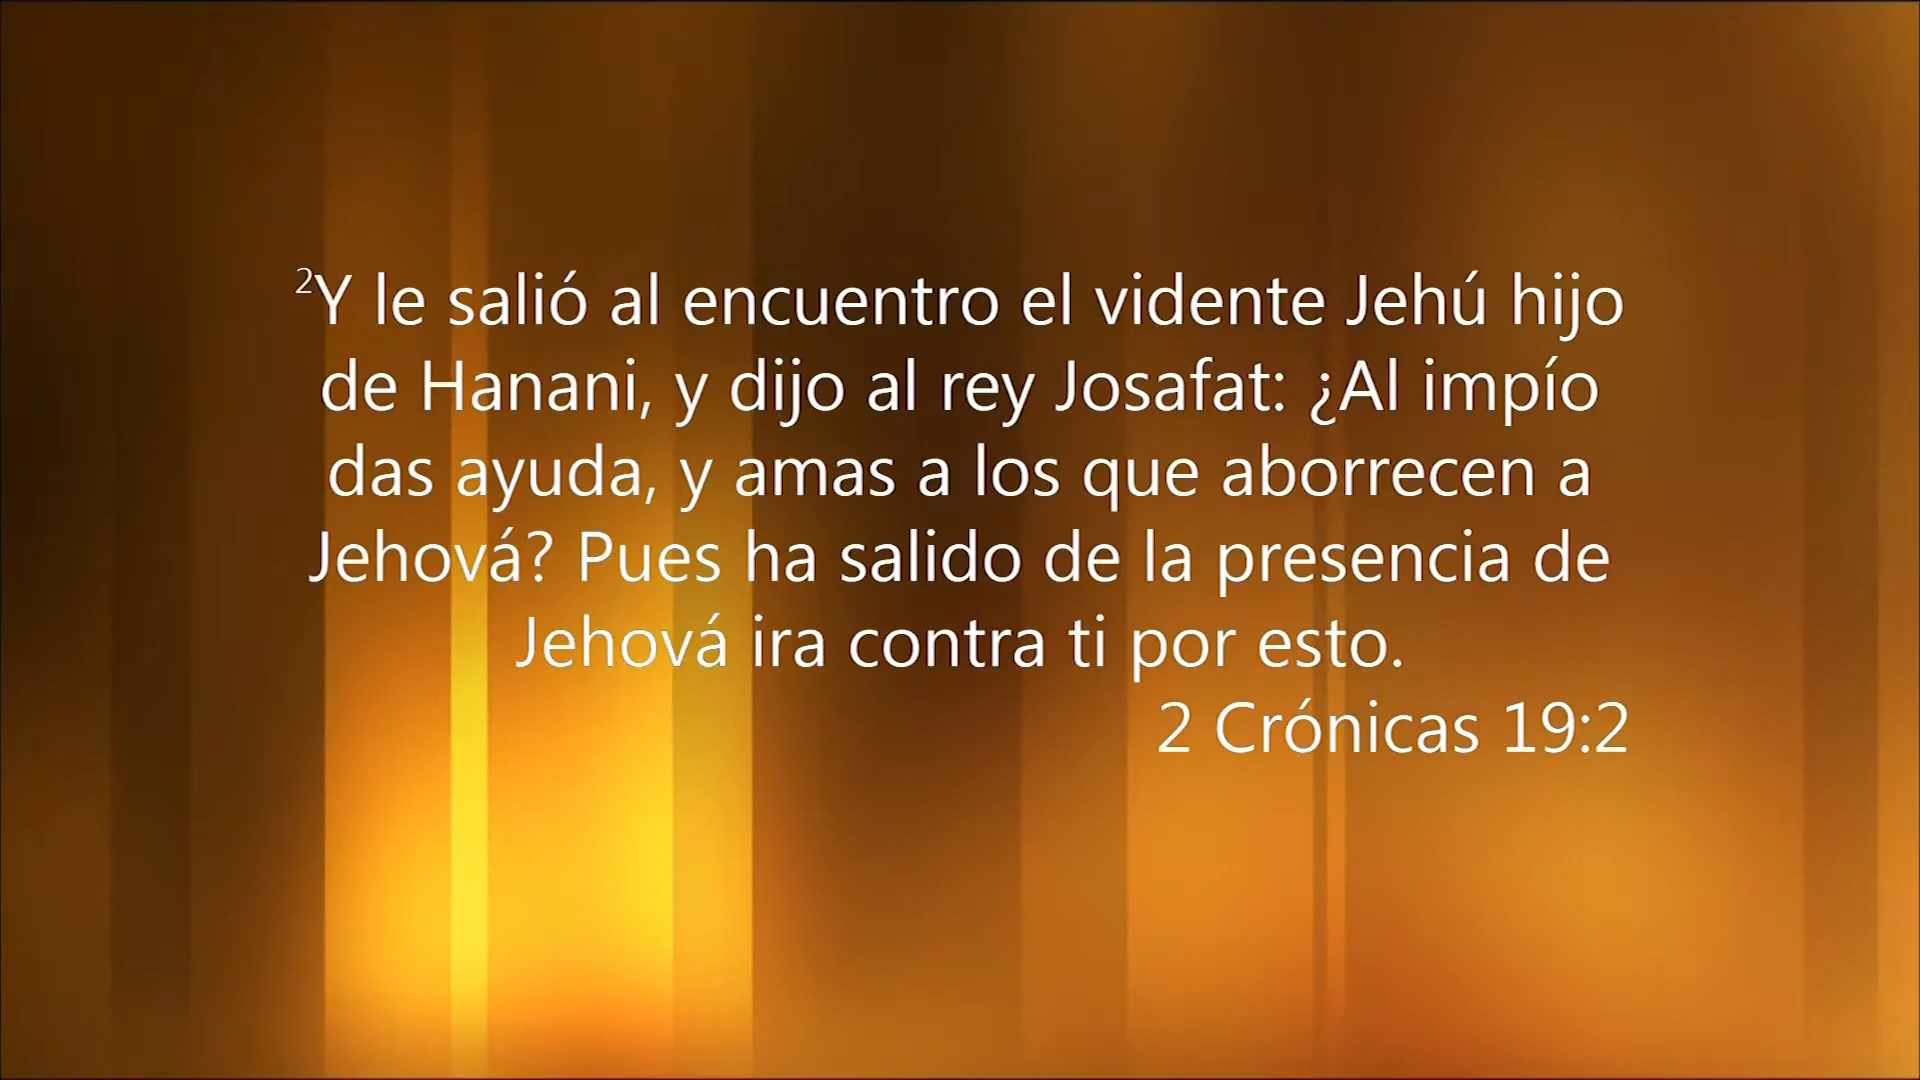 ²Y le salió al encuentro el vidente Jehú hijo
de Hanani, y dijo al rey Josafat: ¿Al impío
das ayuda, y amas a los que aborrecen a
Jehová? Pues ha salido de la presencia de
Jehová ira contra ti por esto.
2 Crónicas 19:2